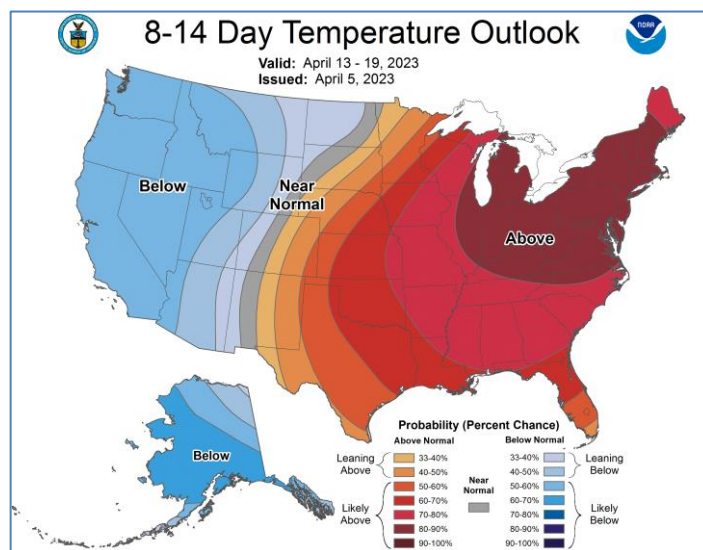 8-14 Day Temperature Outlook
Valid: April 13 - 19, 2023
Issued: April 5, 2023
NOAA
Below
Near
Normal
Above
Below
Probability (Percent Chance)
Above Normal
Below Normal
Leaning
Above
33-40%
40-50%
Likely
Above
50-60%
60-70%
70-80%
80-90%
90-100%
Near
Normal
33-40%
40-50%
Leaning
Below
50-60%
60-70%
70-80%
80-90%
90-100%
Likely
Below